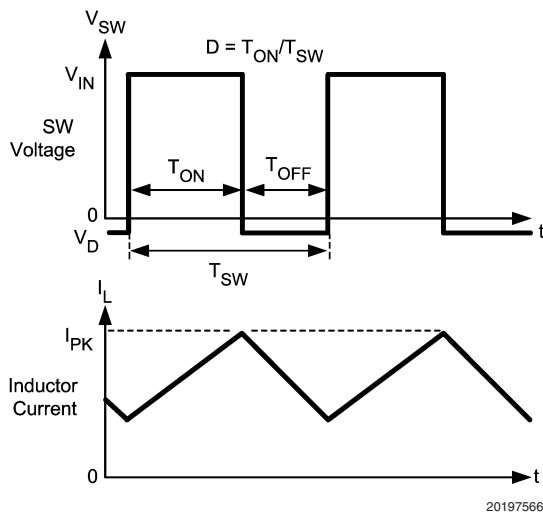 V_SW
D = T_ON/T_SW
V_IN
SW
Voltage
T_ON
T_OFF
0
V_D
t
T_SW
I_L
I_PK
Inductor
Current
0
t
20197566